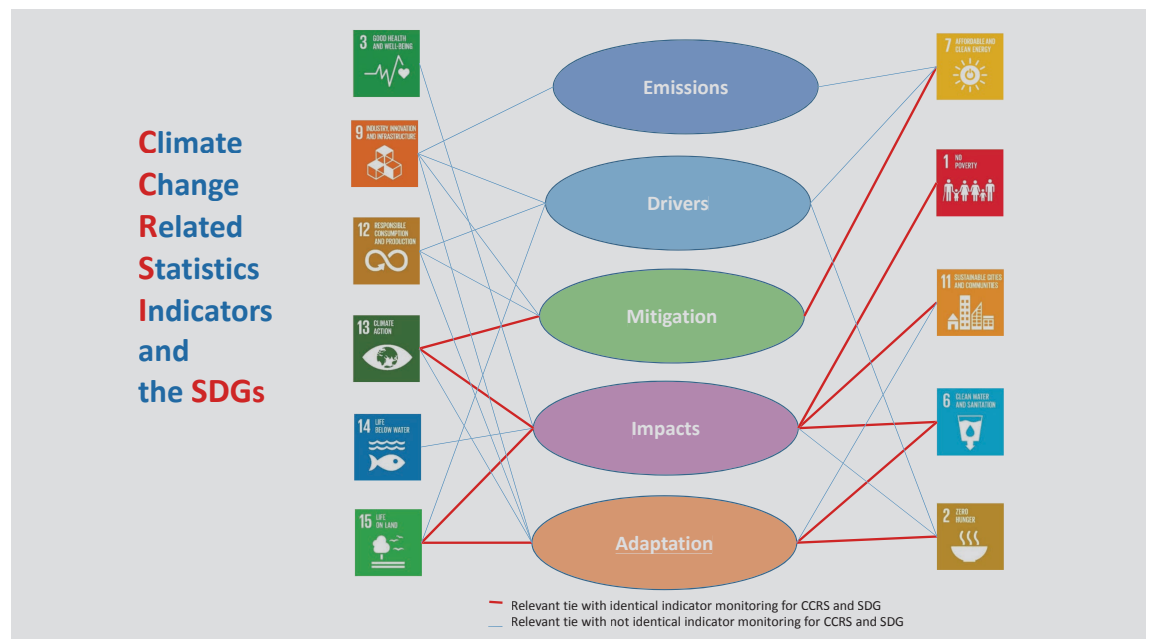 Climate
Change
Related
Statistics
Indicators
and
the SDGs
3 GOOD HEALTH
AND WELL-BEING
9 INDUSTRY, INNOVATION
AND INFRASTRUCTURE
12 RESPONSIBLE
CONSUMPTION
AND PRODUCTION
13 CLIMATE
ACTION
14 LIFE
BELOW WATER
15 LIFE
ON LAND
Emissions
Drivers
Mitigation
Impacts
Adaptation
7 AFFORDABLE AND
CLEAN ENERGY
1 NO
POVERTY
11 SUSTAINABLE CITIES
AND COMMUNITIES
6 CLEAN WATER
AND SANITATION
2 ZERO
HUNGER
Relevant tie with identical indicator monitoring for CCRS and SDG
Relevant tie with not identical indicator monitoring for CCRS and SDG